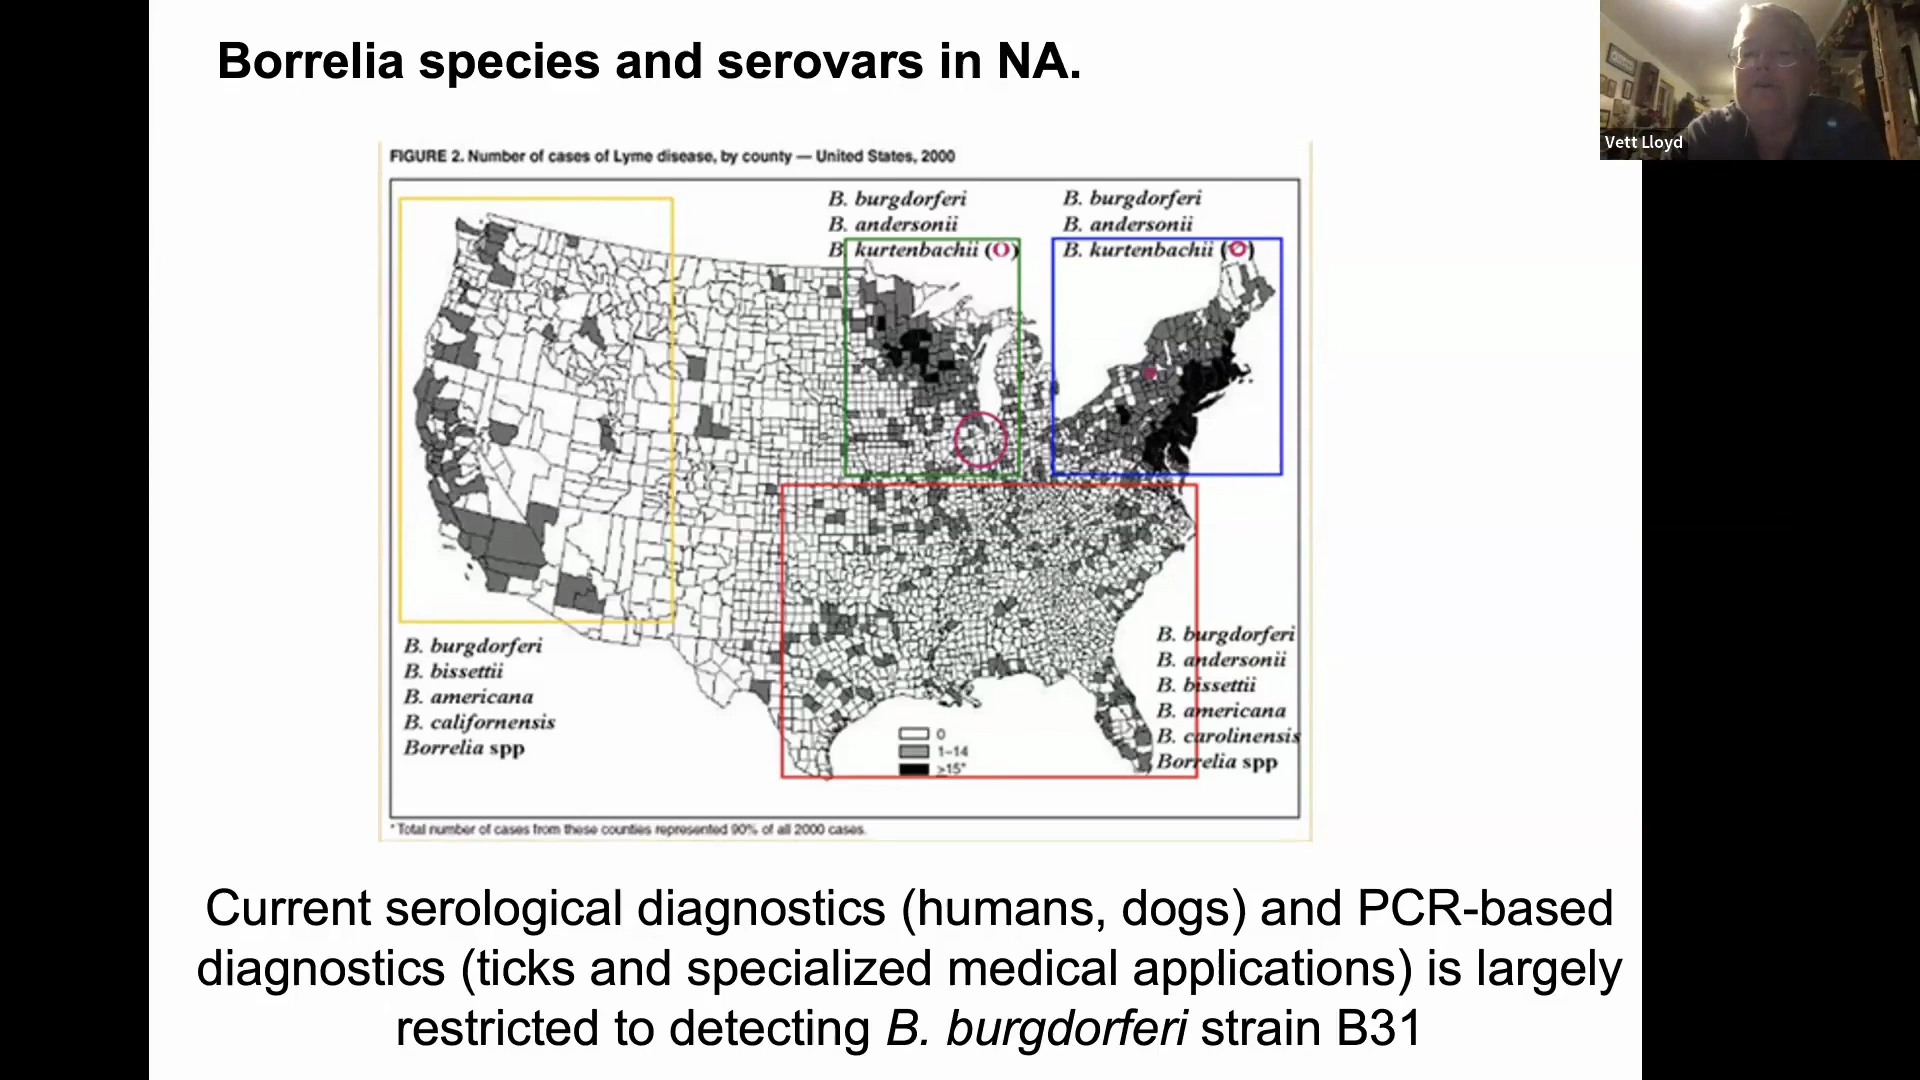 Borrelia species and serovars in NA.
Vett Lloyd
FIGURE 2. Number of cases of Lyme disease, by county — United States, 2000
B. burgdorferi
B. andersonii
B. kurtenbachii (O)
B. burgdorferi
B. andersonii
B. kurtenbachii (O)
B. burgdorferi
B. bissettii
B. americana
B. californensis
Borrelia spp
B. burgdorferi
B. andersonii
B. bissettii
B. americana
B. carolinensis
Borrelia spp
0
1–14
≥15*
* Total number of cases from these counties represented 90% of all 2000 cases.
Current serological diagnostics (humans, dogs) and PCR-based
diagnostics (ticks and specialized medical applications) is largely
restricted to detecting B. burgdorferi strain B31